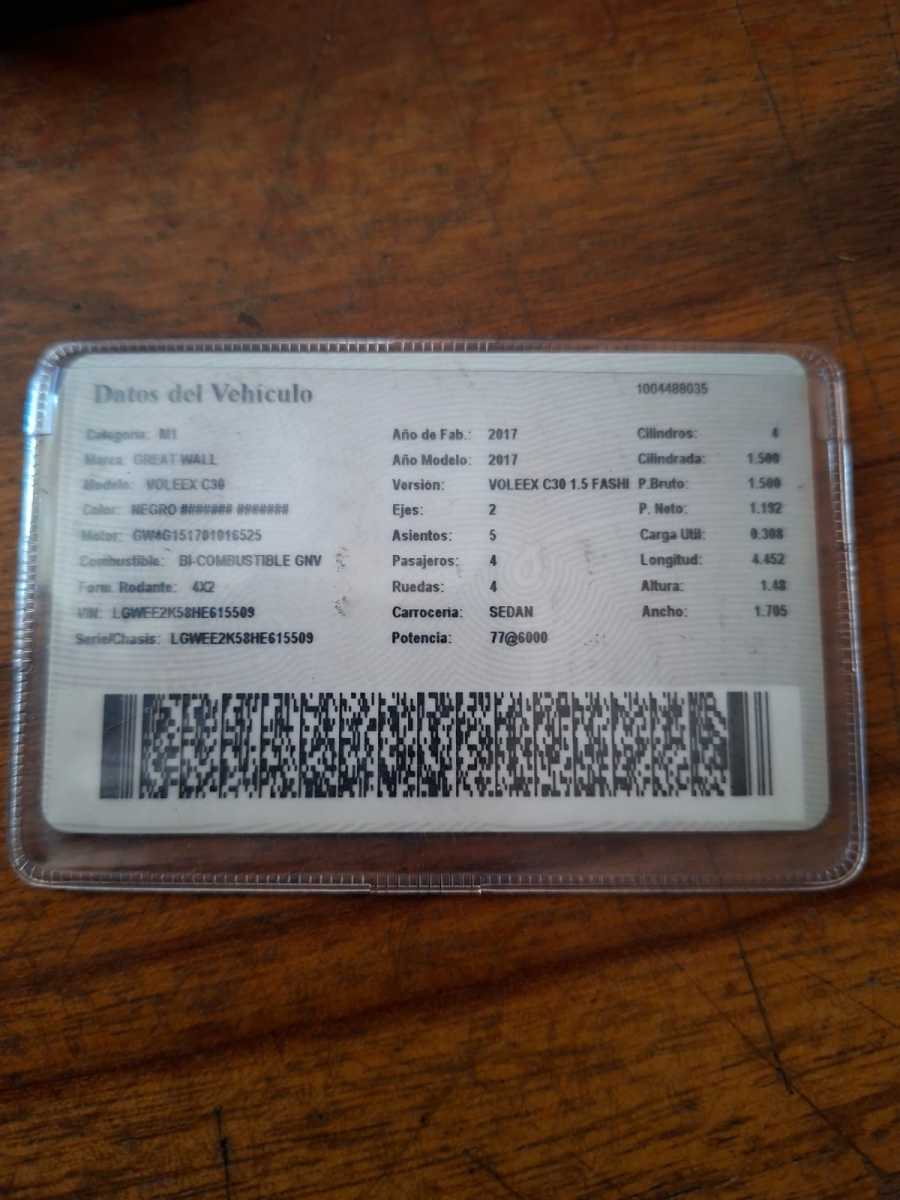 Datos del Vehículo 1004488035
Categoria: M1 Año de Fab.: 2017 Cilindros: 4
Marca: GREAT WALL Año Modelo: 2017 Cilindrada: 1.500
Modelo: VOLEEX C30 Versión: VOLEEX C30 1.5 FASHI P.Bruto: 1.500
Color: NEGRO ####### ####### Ejes: 2 P. Neto: 1.192
Motor: GW4G151701016525 Asientos: 5 Carga Util: 0.308
Combustible: BI-COMBUSTIBLE GNV Pasajeros: 4 Longitud: 4.452
Form. Rodante: 4X2 Ruedas: 4 Altura: 1.48
VIN: LGWEE2K58HE615509 Carroceria: SEDAN Ancho: 1.705
Serie/Chasis: LGWEE2K58HE615509 Potencia: 77@6000